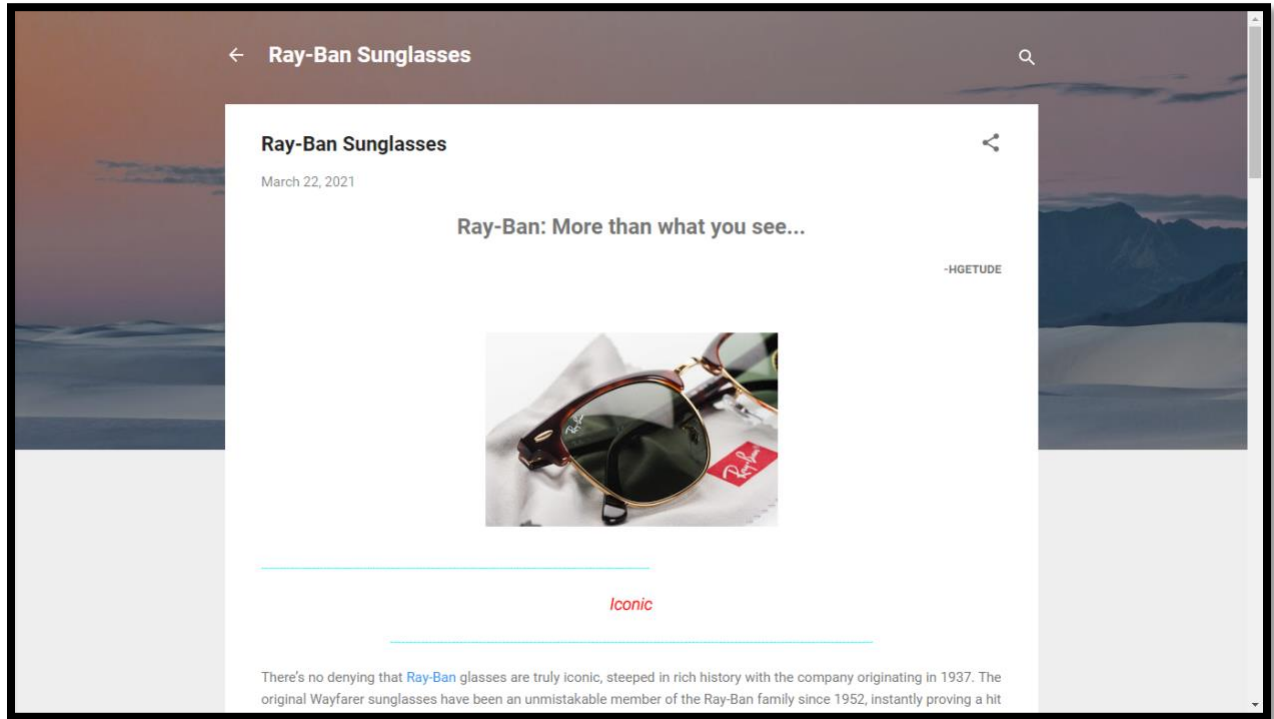 Ray-Ban Sunglasses
Ray-Ban Sunglasses
March 22, 2021
Ray-Ban: More than what you see...
-HGETUDE
Ray-Ban
Ray-Ban
Iconic
There's no denying that Ray-Ban glasses are truly iconic, steeped in rich history with the company originating in 1937. The
original Wayfarer sunglasses have been an unmistakable member of the Ray-Ban family since 1952, instantly proving a hit